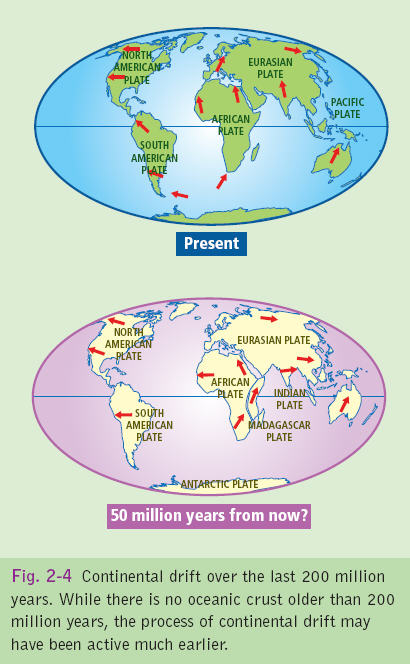 NORTH
AMERICAN
PLATE
EURASIAN
PLATE
PACIFIC
PLATE
AFRICAN
PLATE
SOUTH
AMERICAN
PLATE
Present
NORTH
AMERICAN
PLATE
EURASIAN PLATE
AFRICAN
PLATE
INDIAN
PLATE
SOUTH
AMERICAN
PLATE
MADAGASCAR
PLATE
ANTARCTIC PLATE
50 million years from now?
Fig. 2-4 Continental drift over the last 200 million
years. While there is no oceanic crust older than 200
million years, the process of continental drift may
have been active much earlier.